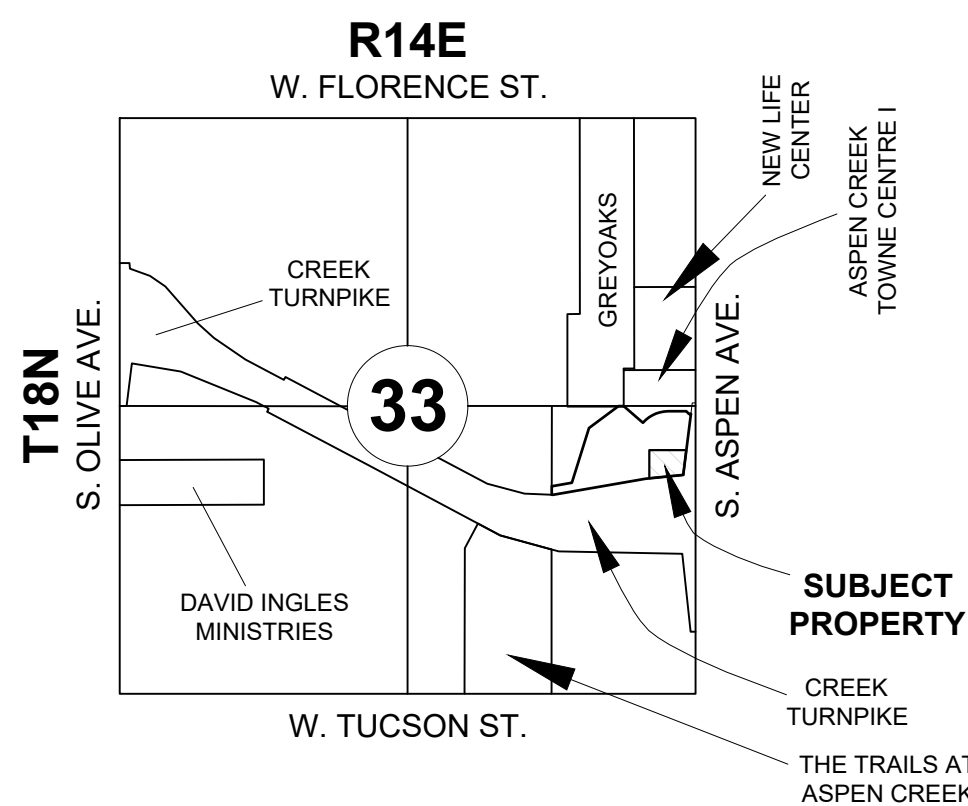 R14E
W. FLORENCE ST.
NEW LIFE
CENTER
ASPEN CREEK
TOWNE CENTRE I
GREYOAKS
CREEK
TURNPIKE
T18N
S. OLIVE AVE.
33
S. ASPEN AVE.
DAVID INGLES
MINISTRIES
SUBJECT
PROPERTY
CREEK
TURNPIKE
W. TUCSON ST.
THE TRAILS AT
ASPEN CREEK